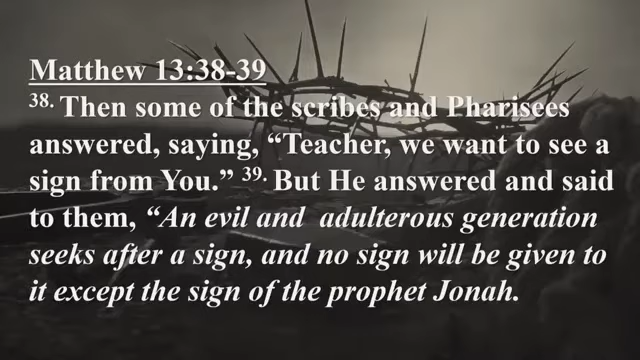 Matthew 13:38-39
38. Then some of the scribes and Pharisees
answered, saying, “Teacher, we want to see a
sign from You.” 39. But He answered and said
to them, “An evil and  adulterous generation
seeks after a sign, and no sign will be given to
it except the sign of the prophet Jonah.